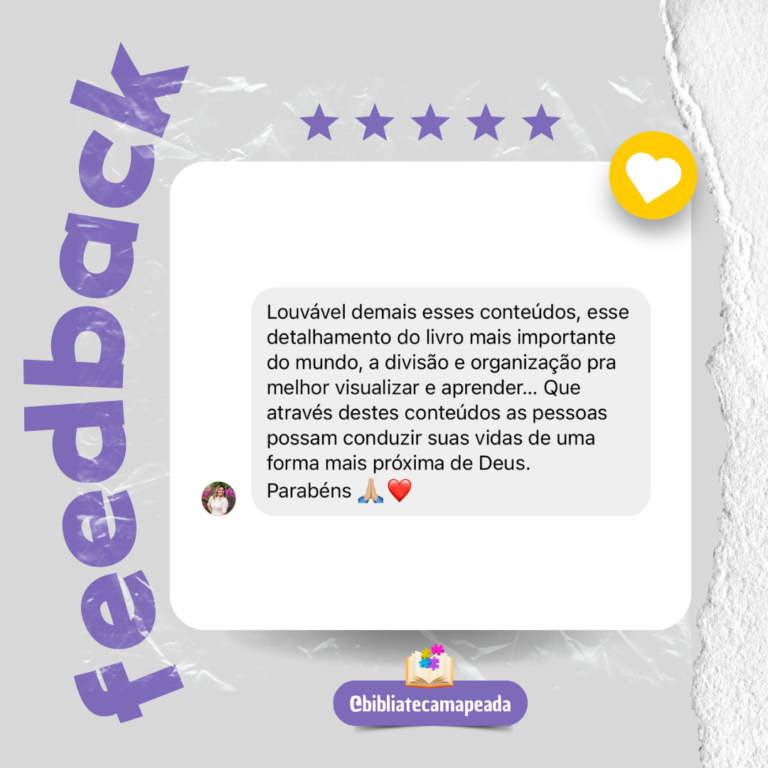 feedback
Louvável demais esses conteúdos, esse
detalhamento do livro mais importante
do mundo, a divisão e organização pra
melhor visualizar e aprender... Que
através destes conteúdos as pessoas
possam conduzir suas vidas de uma
forma mais próxima de Deus.
Parabéns 🙏🏼❤️
@bibliatecamapeada